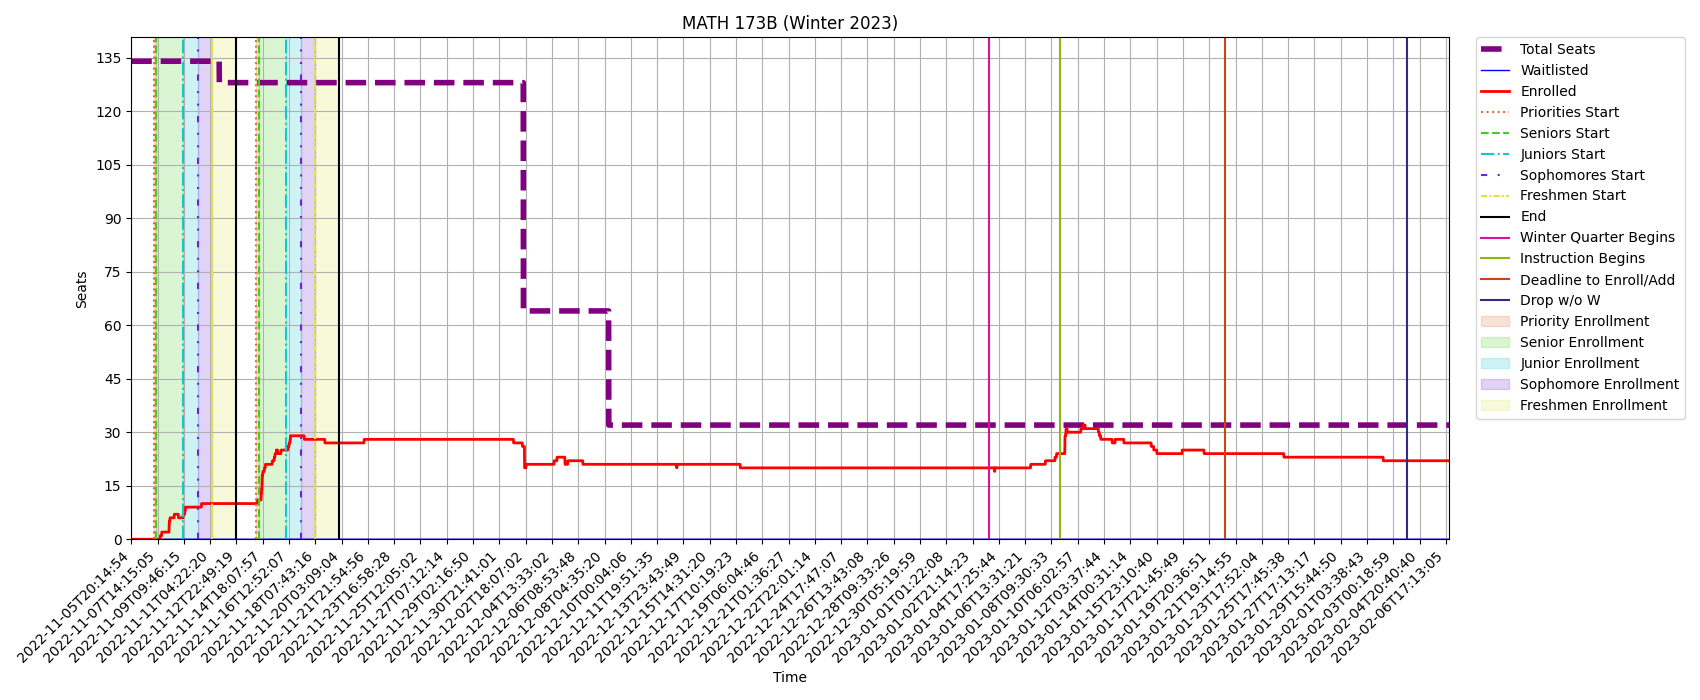 MATH 173B (Winter 2023)
Seats
135
120
105
90
75
60
45
30
15
0
2022-11-05T20:14:54
2022-11-07T14:15:05
2022-11-09T09:46:15
2022-11-11T04:22:20
2022-11-12T22:49:19
2022-11-14T18:07:57
2022-11-16T12:52:07
2022-11-18T07:43:16
2022-11-20T03:09:04
2022-11-21T21:54:56
2022-11-23T16:58:28
2022-11-25T12:05:02
2022-11-27T07:12:14
2022-11-29T02:16:50
2022-11-30T21:41:01
2022-12-02T18:07:02
2022-12-04T13:33:02
2022-12-06T08:53:48
2022-12-08T04:35:20
2022-12-10T00:04:06
2022-12-11T19:51:35
2022-12-13T23:43:49
2022-12-15T14:31:20
2022-12-17T10:19:23
2022-12-19T06:04:46
2022-12-21T01:36:27
2022-12-22T22:01:14
2022-12-24T17:47:07
2022-12-26T13:43:08
2022-12-28T09:33:26
2022-12-30T05:19:59
2023-01-01T01:22:08
2023-01-02T21:14:23
2023-01-04T17:25:44
2023-01-06T13:31:21
2023-01-08T09:30:33
2023-01-10T06:02:57
2023-01-12T03:37:44
2023-01-14T00:31:14
2023-01-15T23:10:40
2023-01-17T21:45:49
2023-01-19T20:36:51
2023-01-21T19:14:55
2023-01-23T17:52:04
2023-01-25T17:45:38
2023-01-27T17:13:17
2023-01-29T15:44:50
2023-02-01T03:38:43
2023-02-03T00:18:59
2023-02-04T20:40:40
2023-02-06T17:13:05
Time
Total Seats
Waitlisted
Enrolled
Priorities Start
Seniors Start
Juniors Start
Sophomores Start
Freshmen Start
End
Winter Quarter Begins
Instruction Begins
Deadline to Enroll/Add
Drop w/o W
Priority Enrollment
Senior Enrollment
Junior Enrollment
Sophomore Enrollment
Freshmen Enrollment